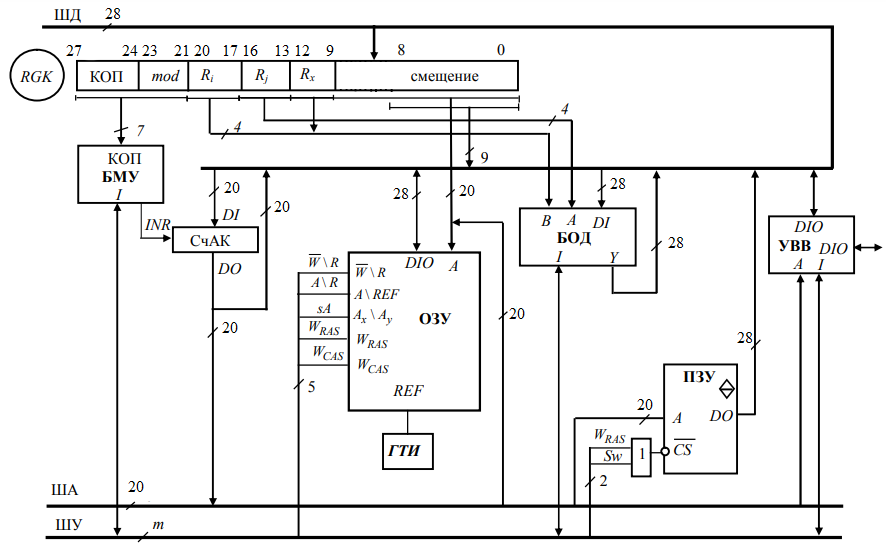 ШД 28
27 24 23 21 20 17 16 13 12 9 8 0
RGK КОП mod Ri Rj Rx смещение
7 4 4 9
КОП
БМУ
I
INR
20 DI
СчАК
DO
20
20
28 20
DIO A
ОЗУ
W̅ \ R W̅ \ R
A \ R A \ REF
sA Ax \ Ay
WRAS WRAS
WCAS WCAS
REF
5
ГТИ
20
28
B A DI
БОД
I Y
28
DIO
УВВ
DIO
A I
28
ПЗУ
20 A DO
WRAS
Sw 1 C̅S̅
2
ША 20
ШУ m